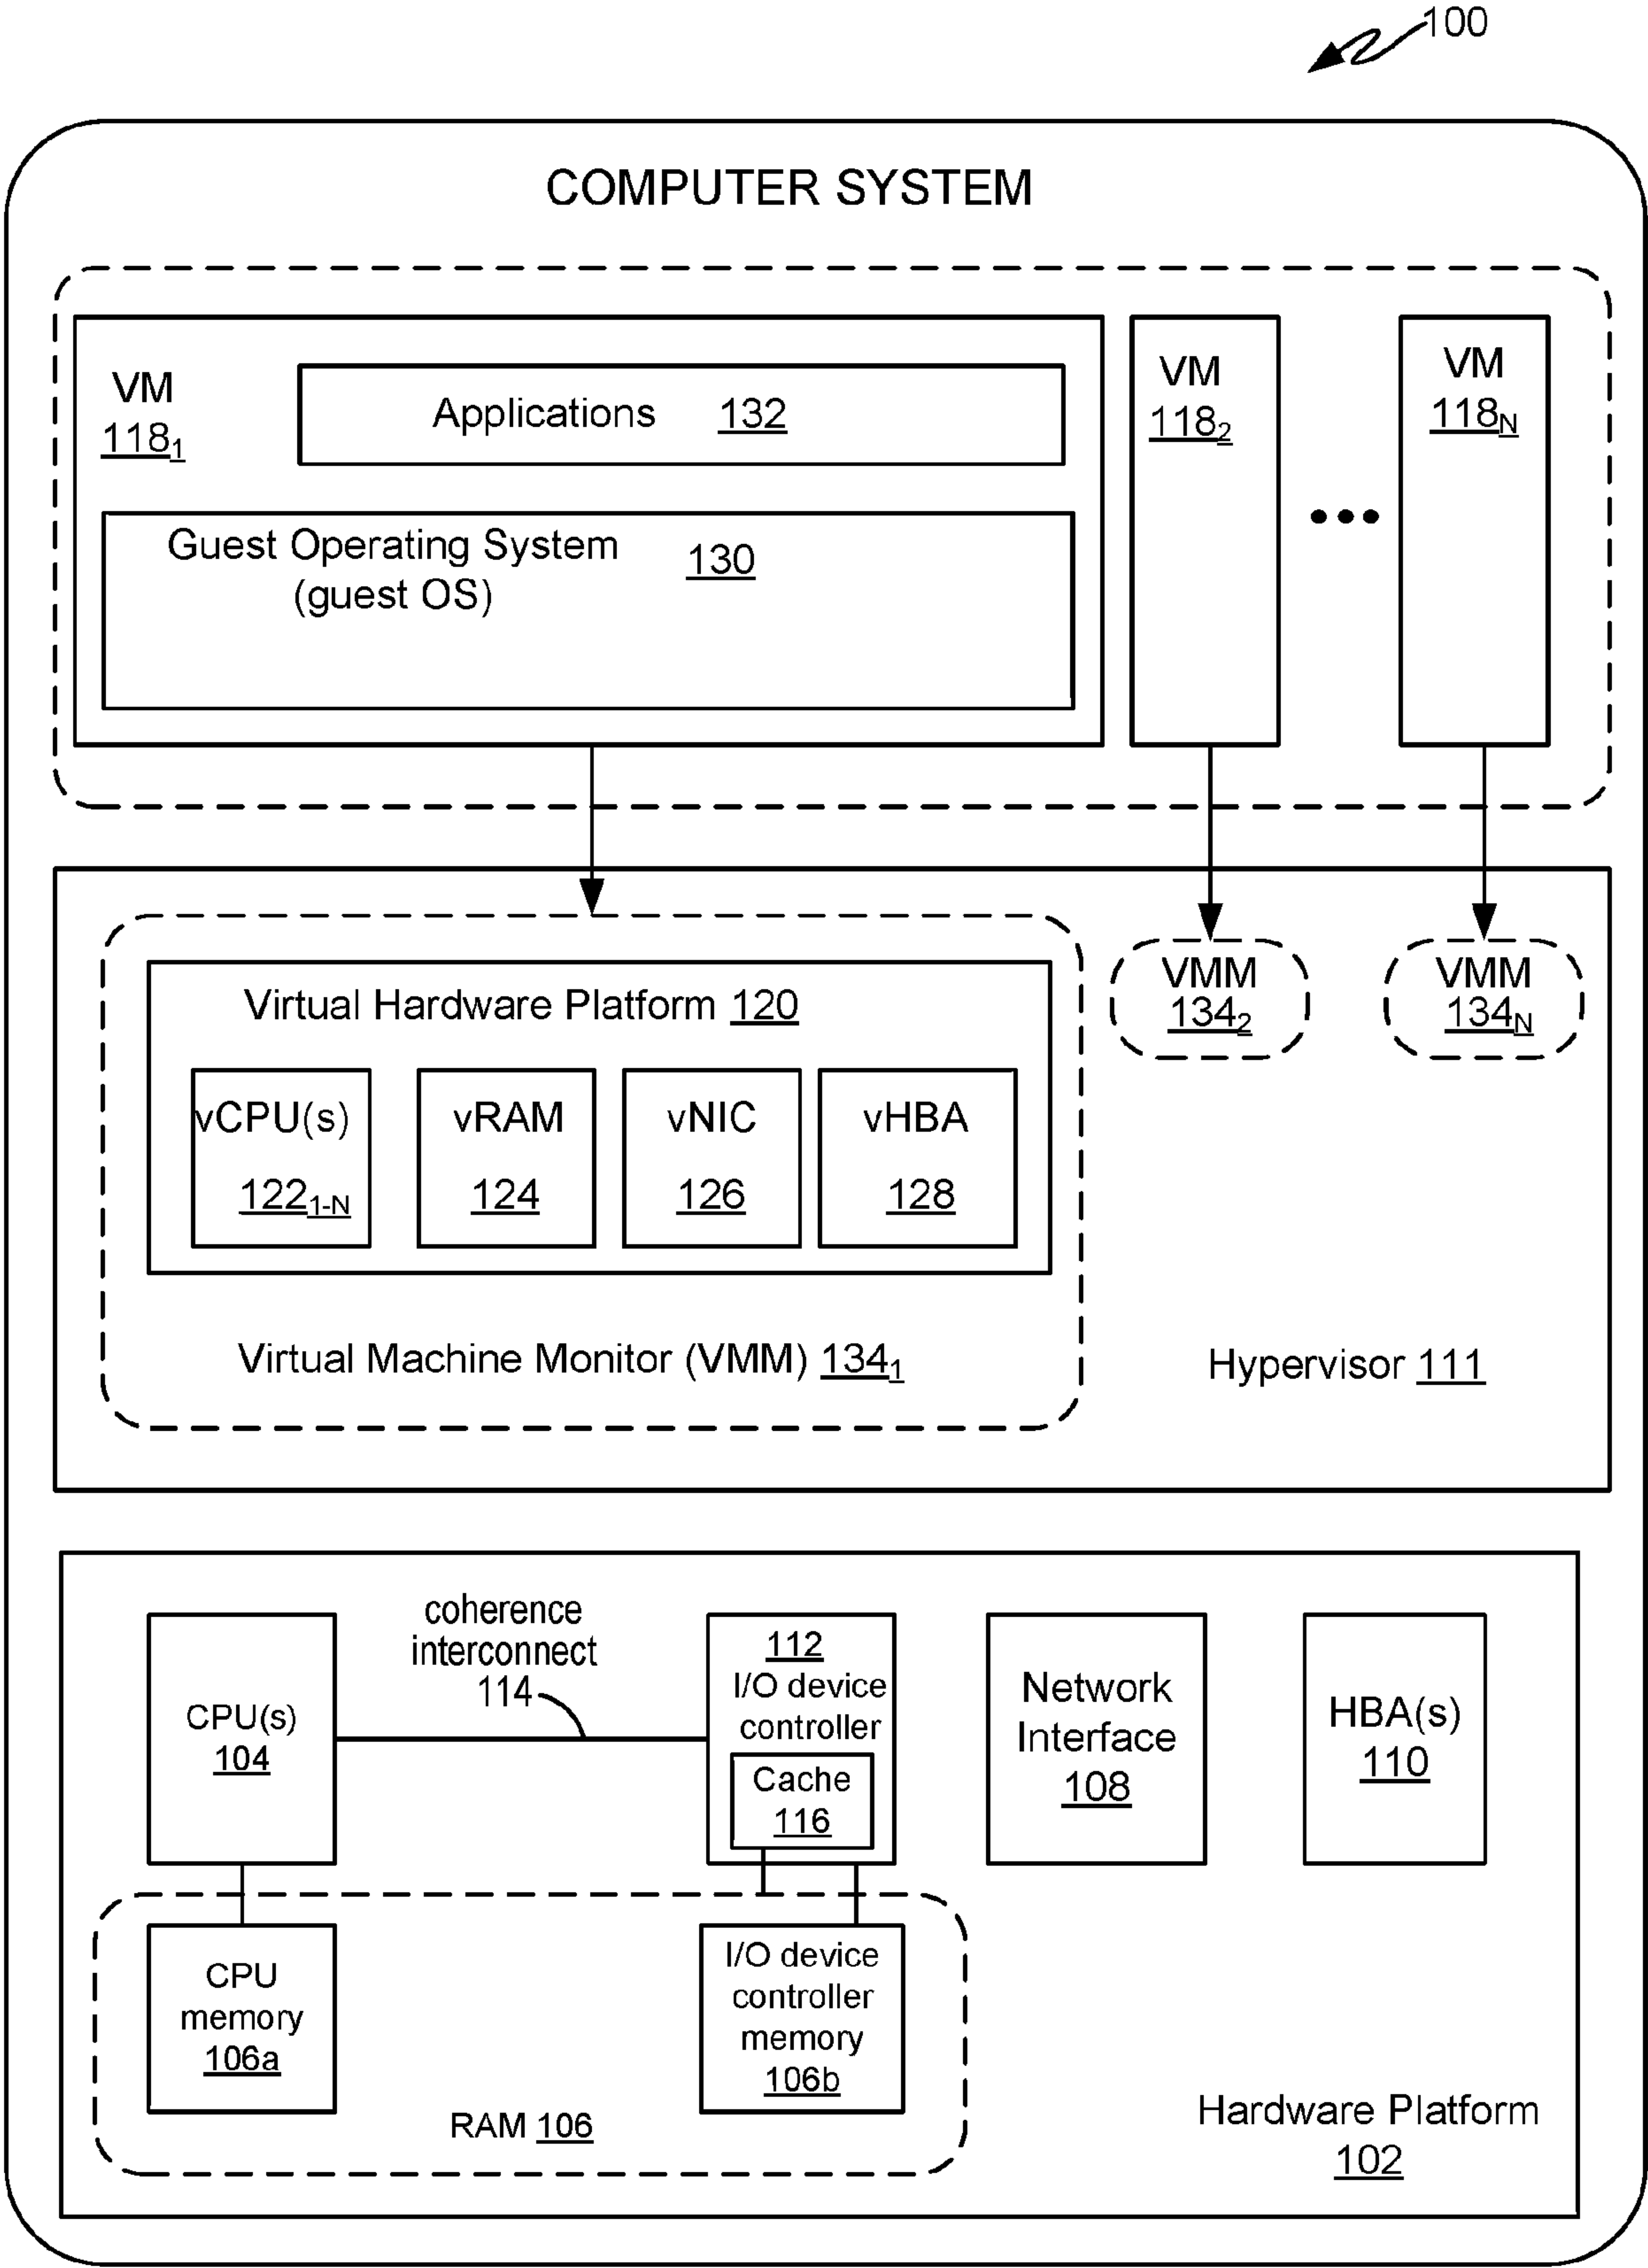 100
COMPUTER SYSTEM
VM
118₁
Applications 132
Guest Operating System 130
(guest OS)
VM
118₂
VM
118N
Virtual Hardware Platform 120
vCPU(s)
122₁₋N
vRAM
124
vNIC
126
vHBA
128
Virtual Machine Monitor (VMM) 134₁
VMM
134₂
VMM
134N
Hypervisor 111
CPU(s)
104
coherence
interconnect
114
112
I/O device
controller
Cache
116
Network
Interface
108
HBA(s)
110
CPU
memory
106a
I/O device
controller
memory
106b
RAM 106
Hardware Platform
102